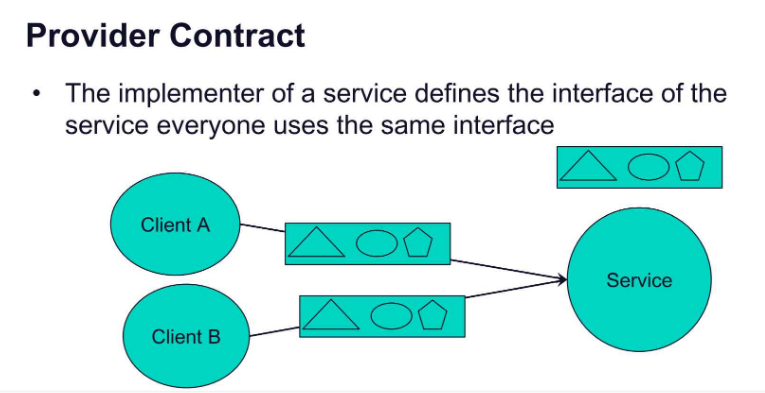 Provider Contract
• The implementer of a service defines the interface of the
service everyone uses the same interface
Client A
Service
Client B